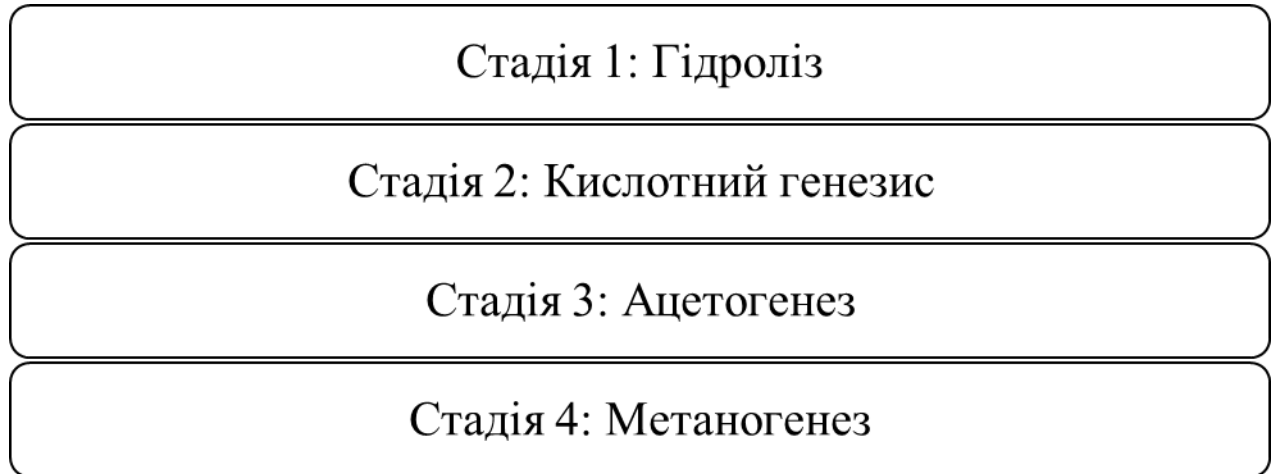 Стадія 1: Гідроліз
Стадія 2: Кислотний генезис
Стадія 3: Ацетогенез
Стадія 4: Метаногенез